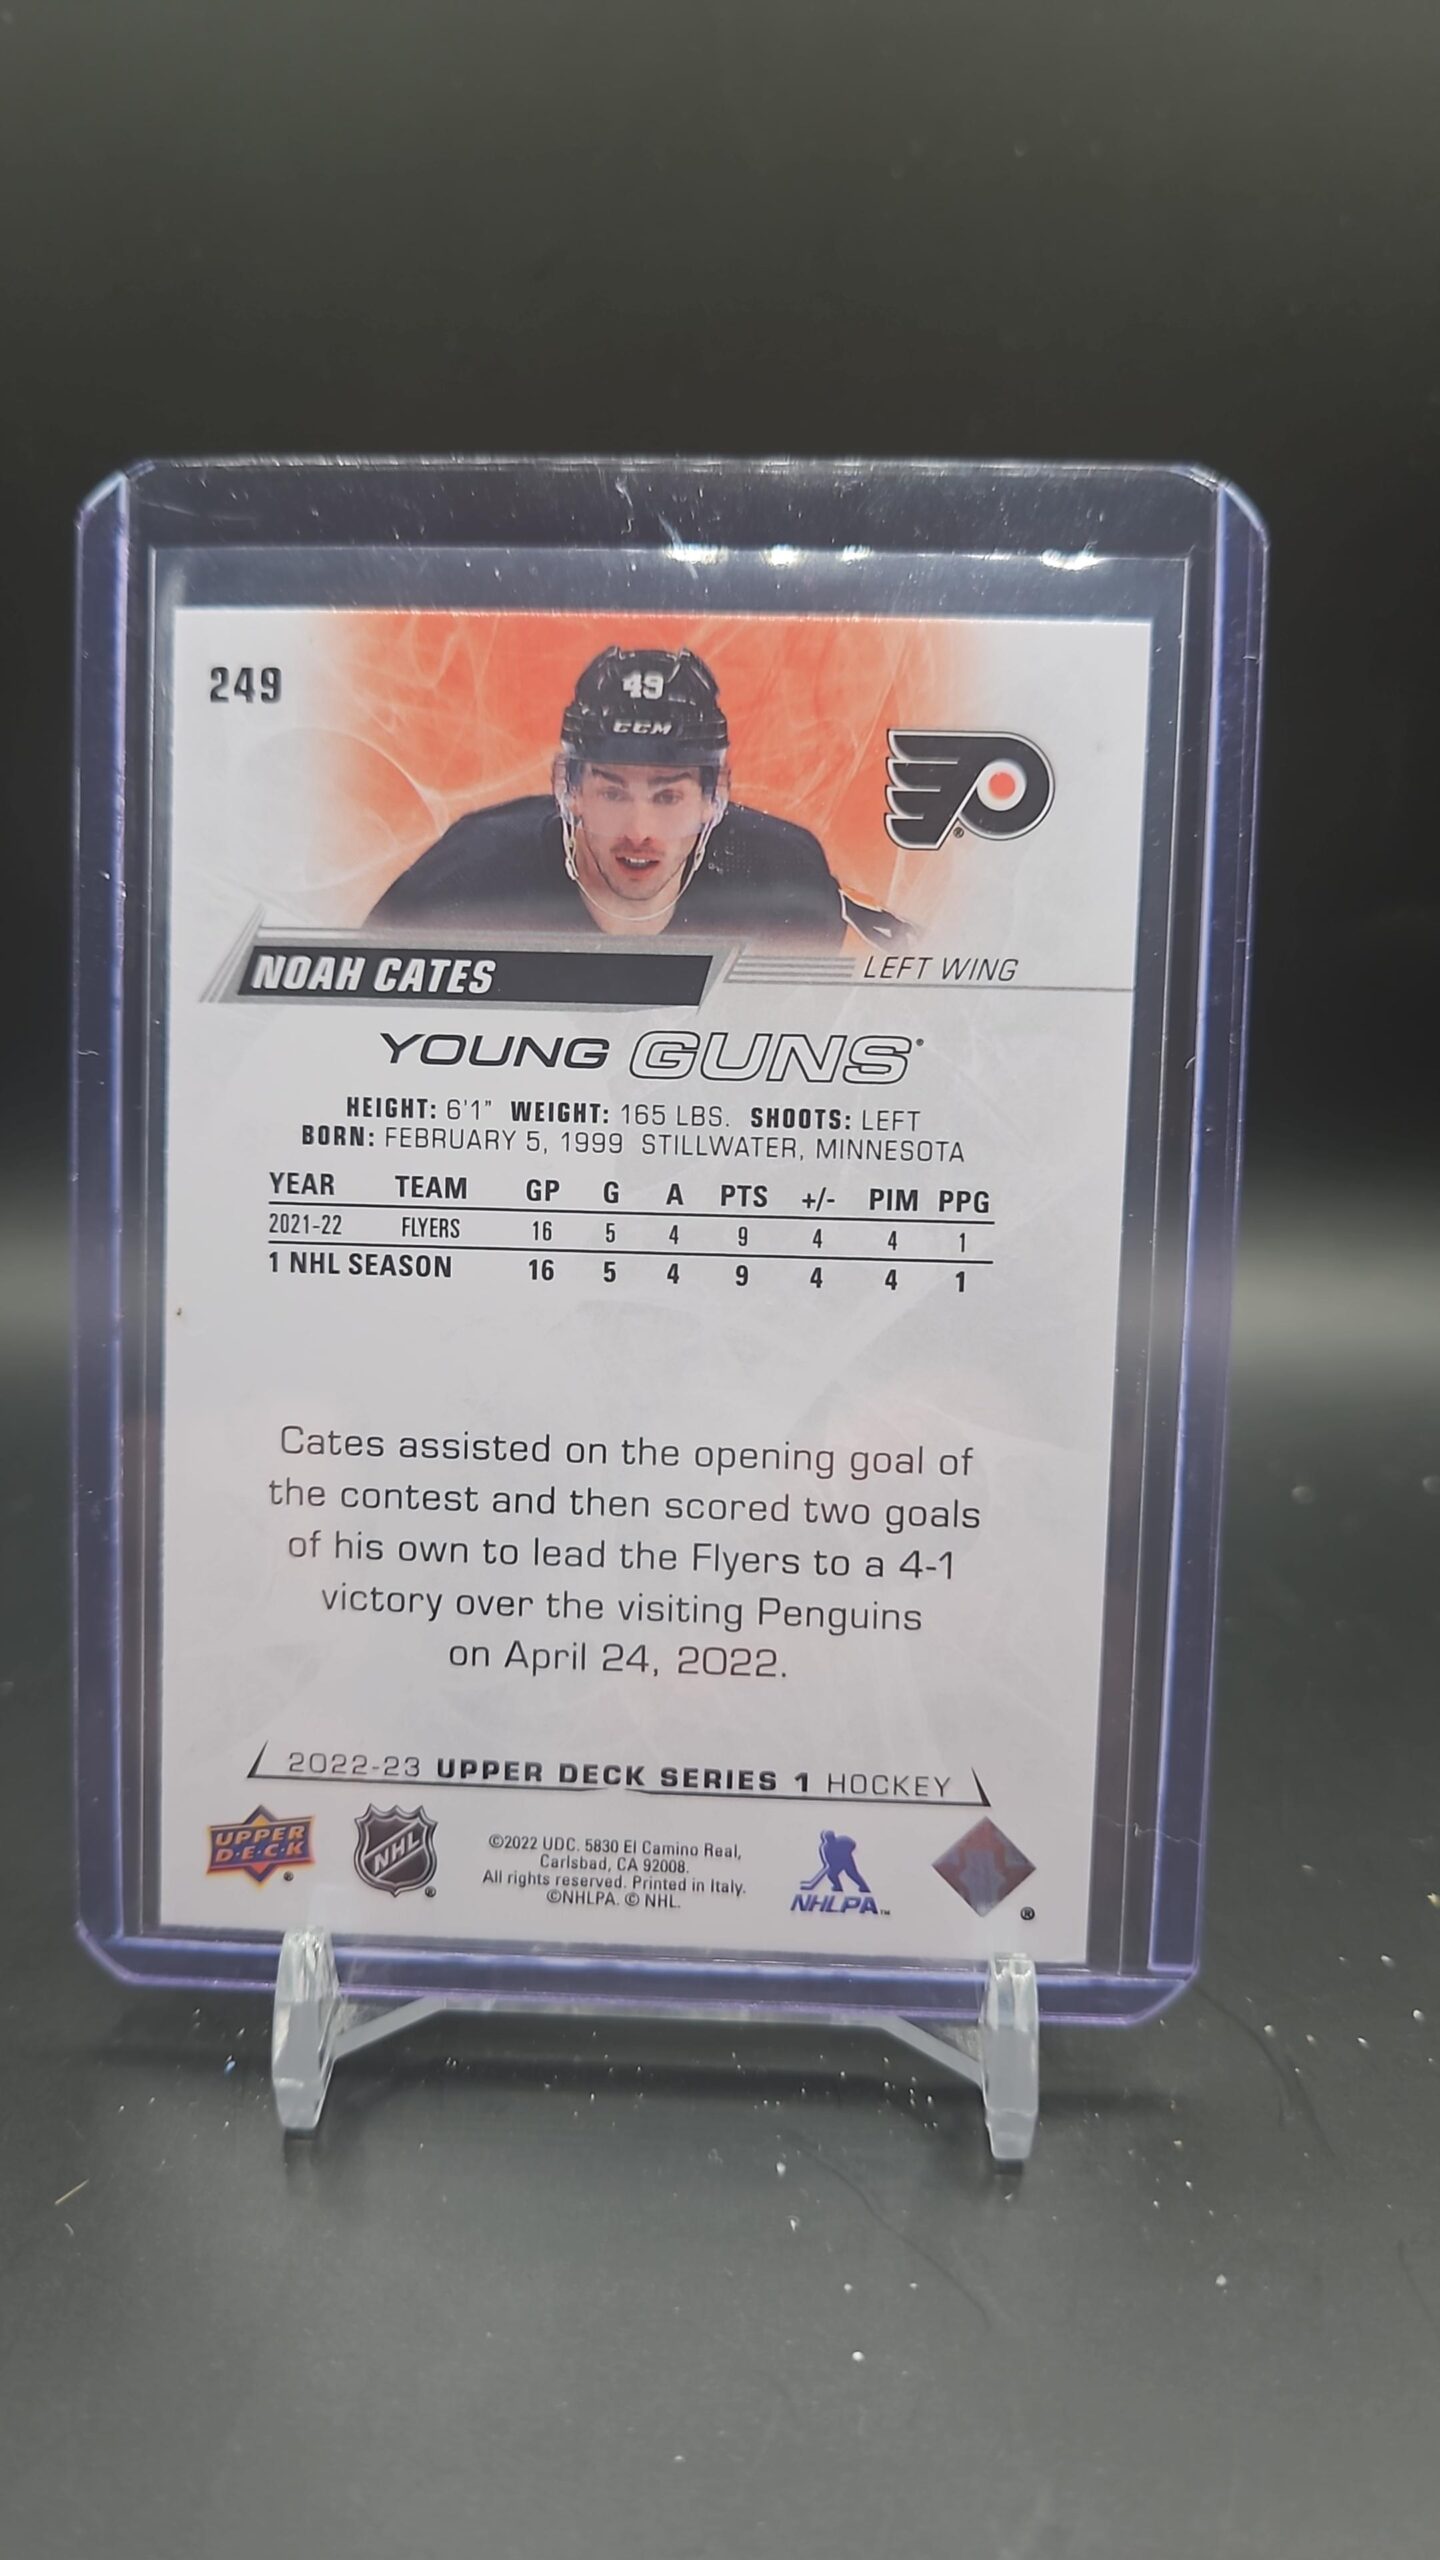 249
49
CCM
NOAH CATES
LEFT WING
YOUNG GUNS
HEIGHT: 6'1" WEIGHT: 165 LBS. SHOOTS: LEFT
BORN: FEBRUARY 5, 1999 STILLWATER, MINNESOTA
YEAR TEAM GP G A PTS +/- PIM PPG
2021-22 FLYERS 16 5 4 9 4 4 1
1 NHL SEASON 16 5 4 9 4 4 1
Cates assisted on the opening goal of
the contest and then scored two goals
of his own to lead the Flyers to a 4-1
victory over the visiting Penguins
on April 24, 2022.
2022-23 UPPER DECK SERIES 1 HOCKEY
UPPER
D·E·C·K
®
NHL
®
©2022 UDC. 5830 El Camino Real,
Carlsbad, CA 92008.
All rights reserved. Printed in Italy.
©NHLPA. © NHL.
NHLPA™
®